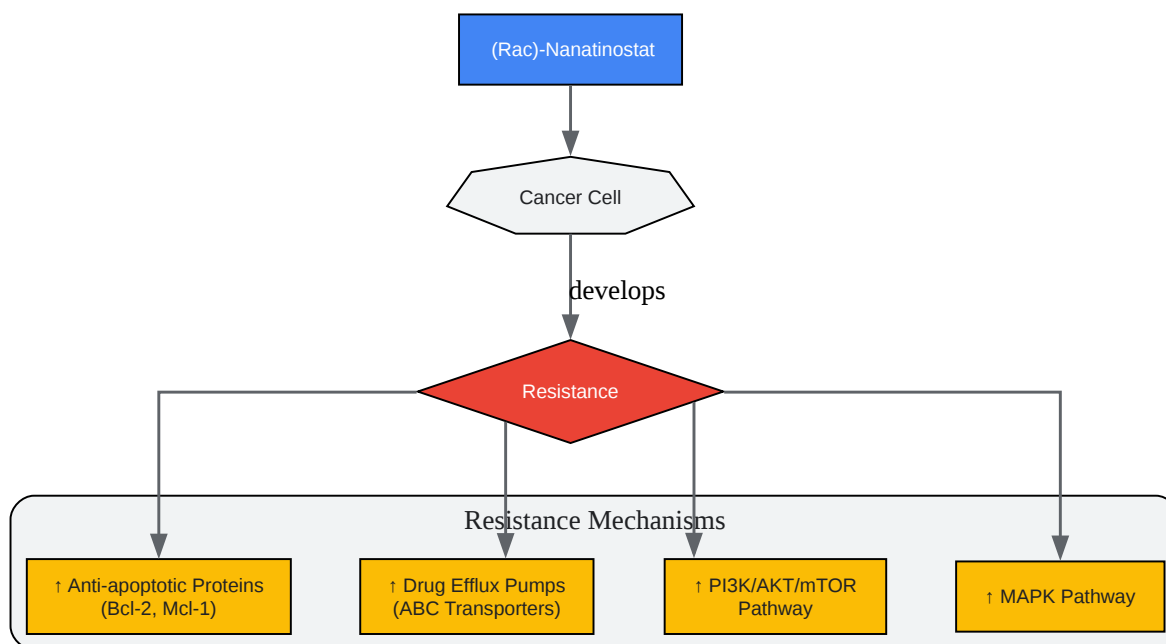 (Rac)-Nanatinostat
Cancer Cell
develops
Resistance
Resistance Mechanisms
↑ Anti-apoptotic Proteins
(Bcl-2, Mcl-1)
↑ Drug Efflux Pumps
(ABC Transporters)
↑ PI3K/AKT/mTOR
Pathway
↑ MAPK Pathway